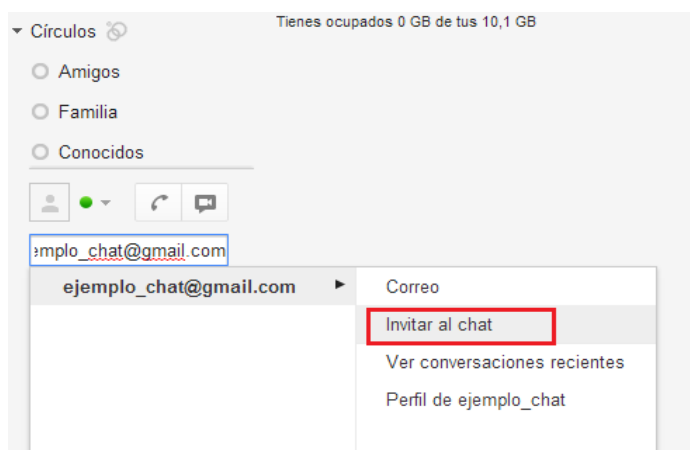 Círculos
Tienes ocupados 0 GB de tus 10,1 GB
Amigos
Familia
Conocidos
emplo_chat@gmail.com
ejemplo_chat@gmail.com
Correo
Invitar al chat
Ver conversaciones recientes
Perfil de ejemplo_chat